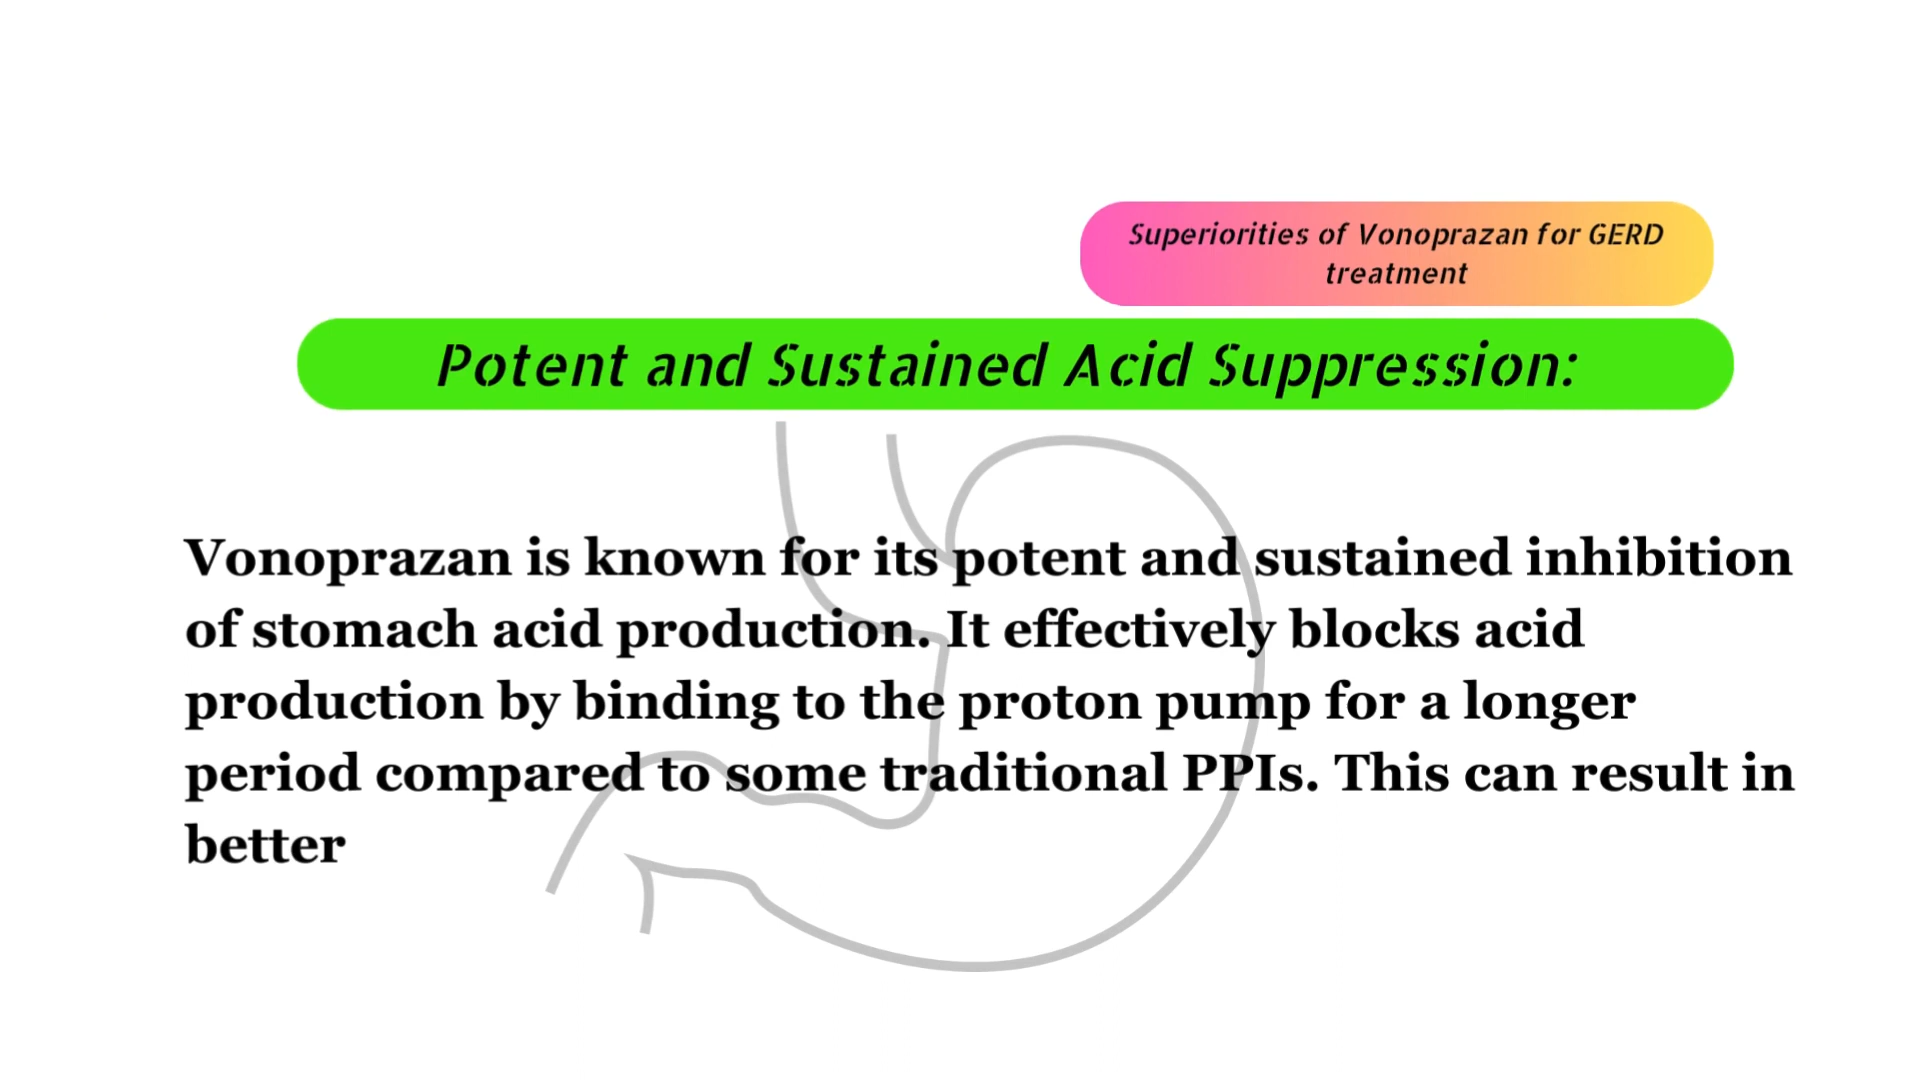 Superiorities of Vonoprazan for GERD
treatment
Potent and Sustained Acid Suppression:
Vonoprazan is known for its potent and sustained inhibition
of stomach acid production. It effectively blocks acid
production by binding to the proton pump for a longer
period compared to some traditional PPIs. This can result in
better